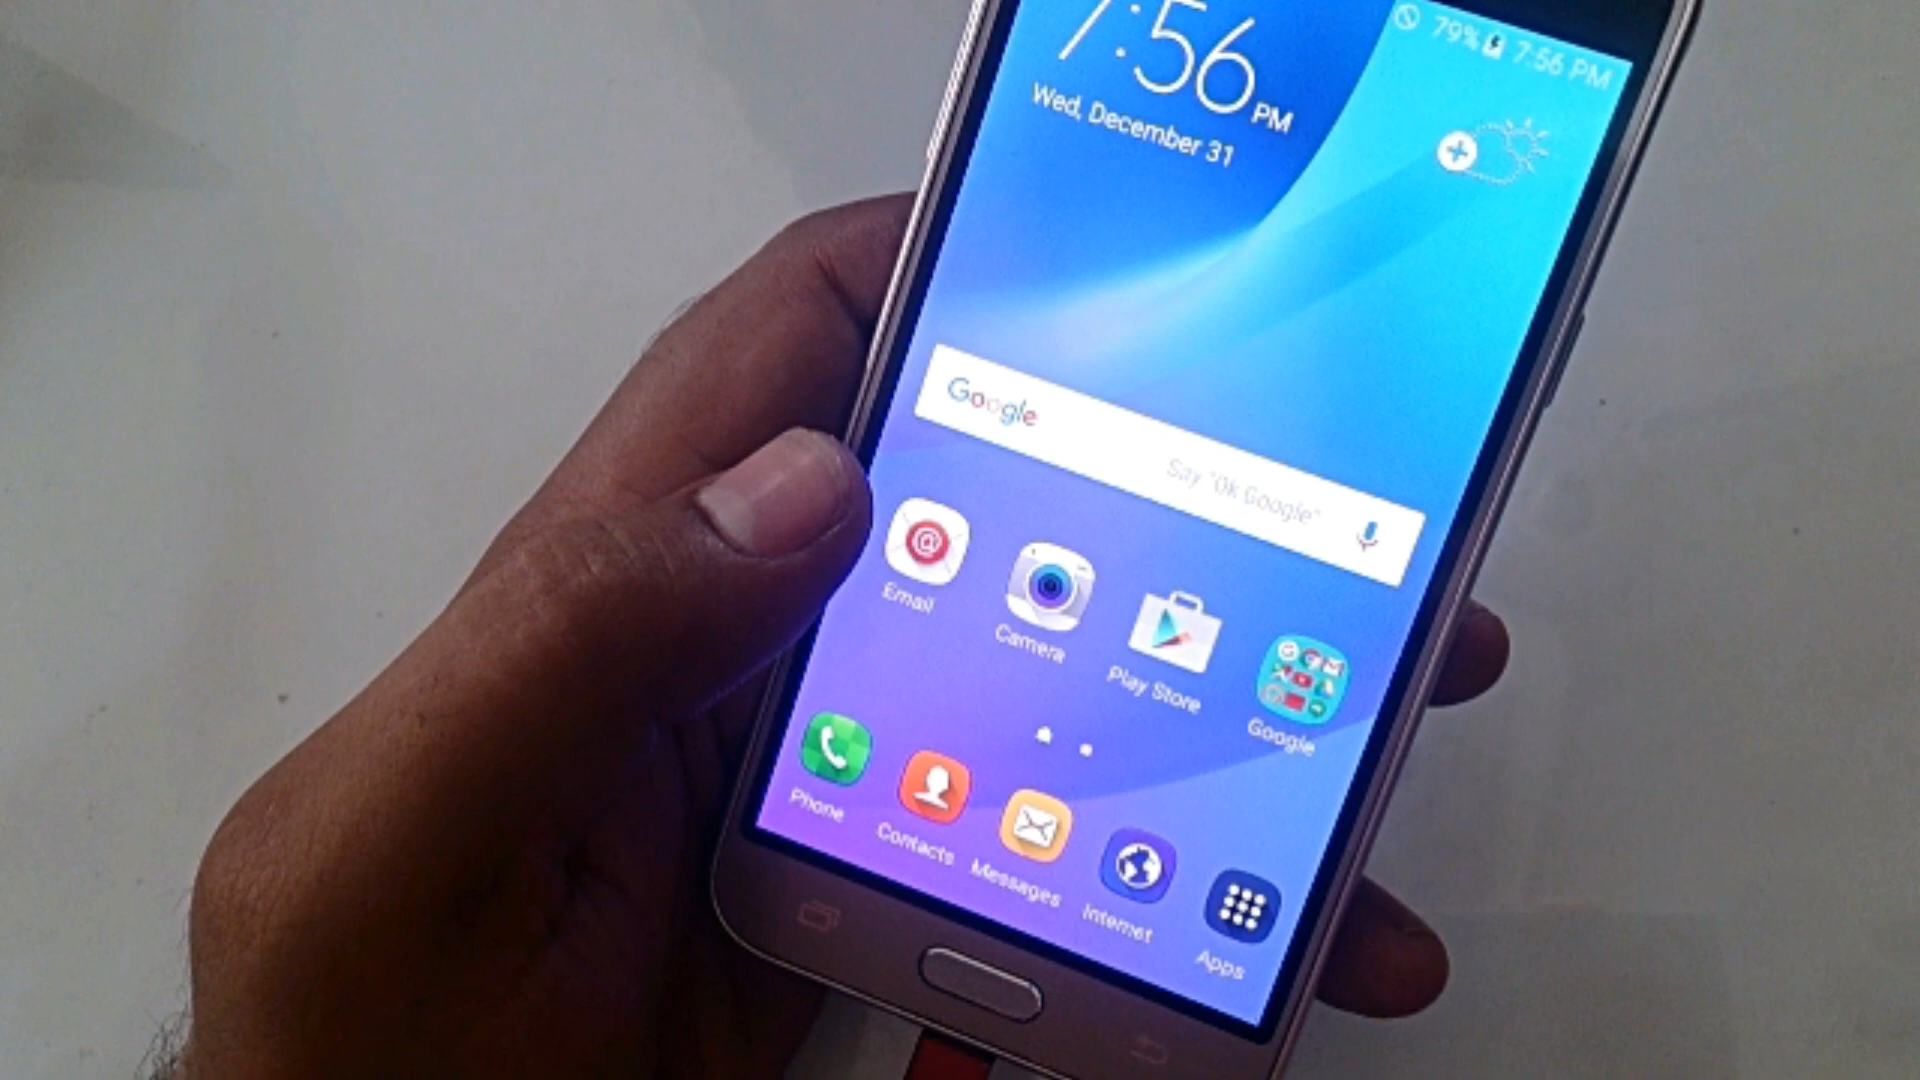 79% 7:56 PM
7:56 PM
Wed, December 31
Google
Say "Ok Google"
Email
Camera
Play Store
Google
Phone
Contacts
Messages
Internet
Apps